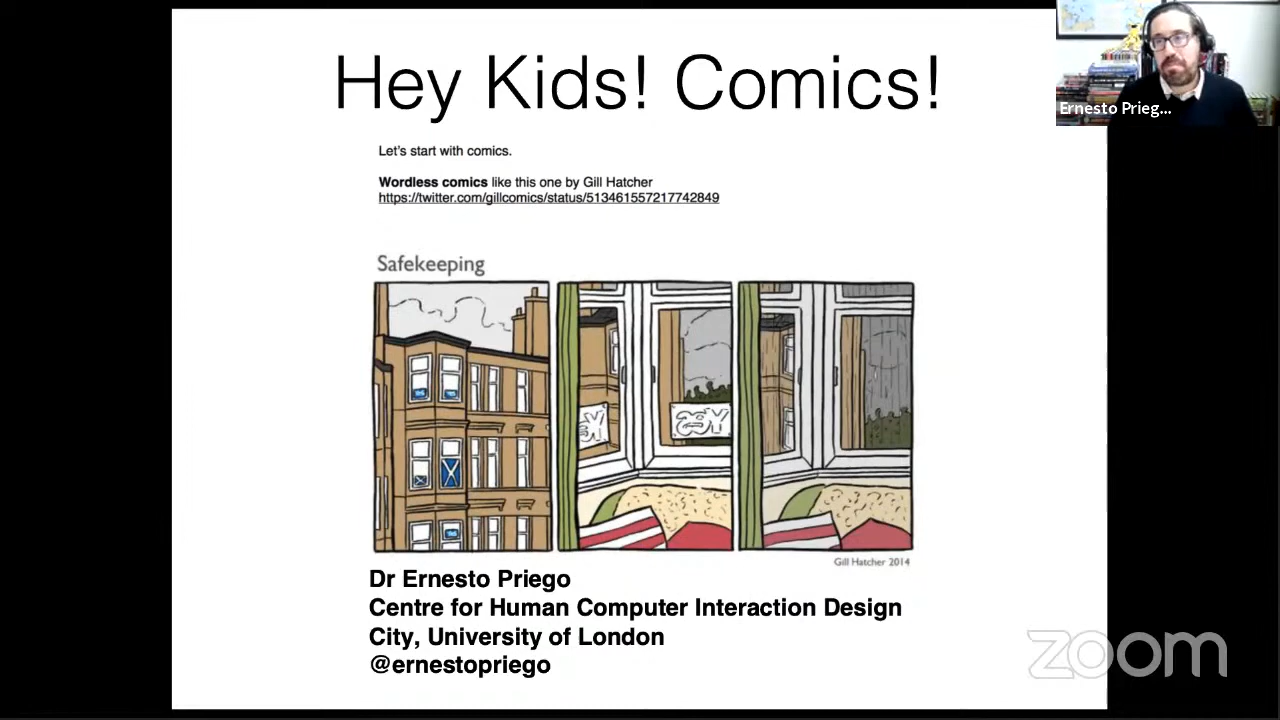 Hey Kids! Comics!
Ernesto Prieg...
Let's start with comics.
Wordless comics like this one by Gill Hatcher
https://twitter.com/gillcomics/status/513461557217742849
Safekeeping
Gill Hatcher 2014
Dr Ernesto Priego
Centre for Human Computer Interaction Design
City, University of London
@ernestopriego
zoom